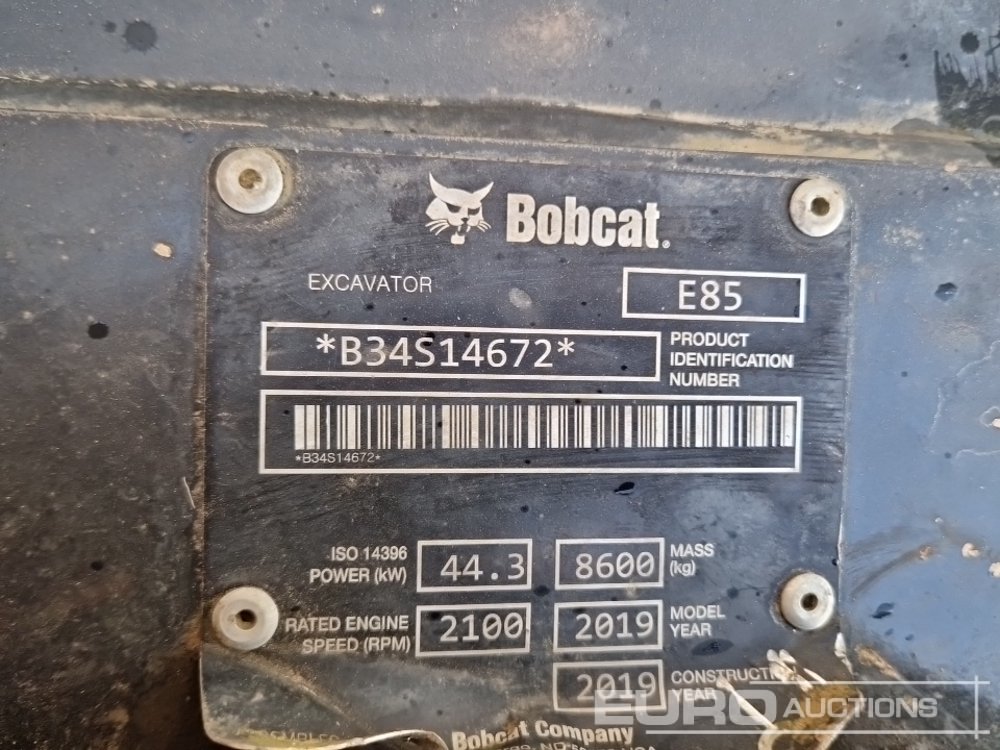 Bobcat.
EXCAVATOR
E85
*B34S14672*
PRODUCT
IDENTIFICATION
NUMBER
*B34S14672*
ISO 14396
POWER (kW)
44.3
8600
MASS
(kg)
RATED ENGINE
SPEED (RPM)
2100
2019
MODEL
YEAR
2019
CONSTRUCTION
YEAR
Bobcat Company
EURO AUCTIONS